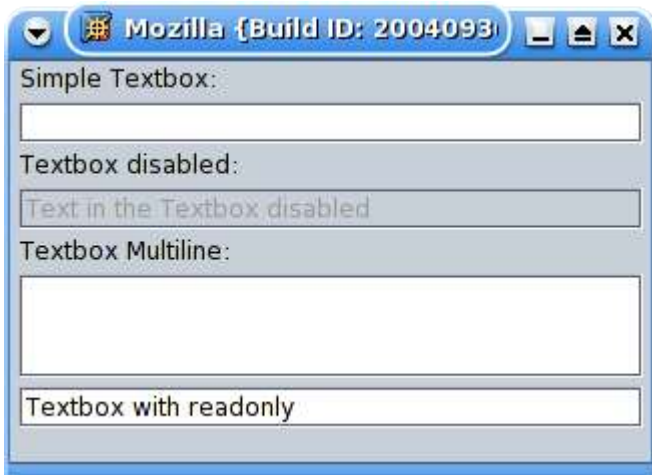 Mozilla {Build ID: 2004093
Simple Textbox:
Textbox disabled:
Text in the Textbox disabled
Textbox Multiline:
Textbox with readonly